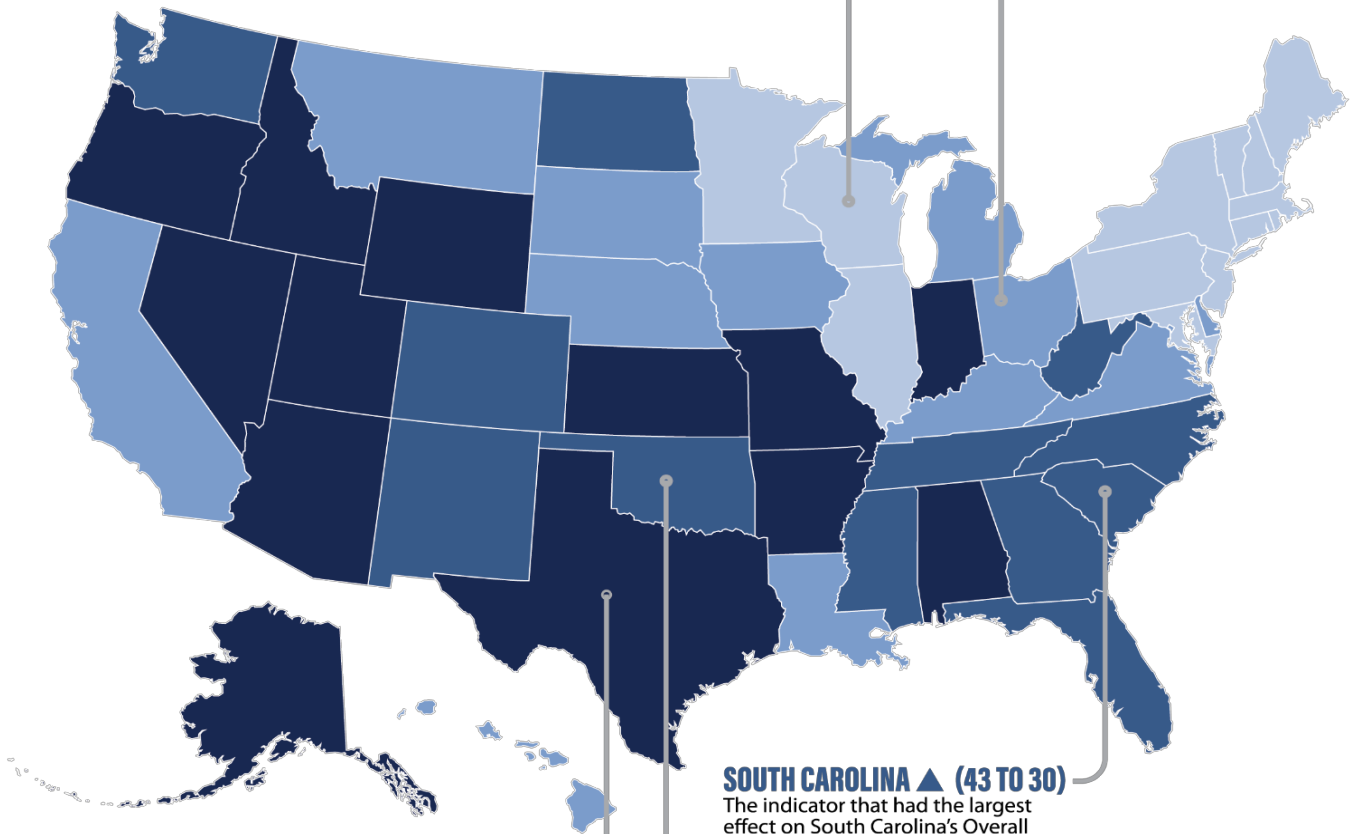 SOUTH CAROLINA ▲ (43 TO 30)
The indicator that had the largest
effect on South Carolina's Overall